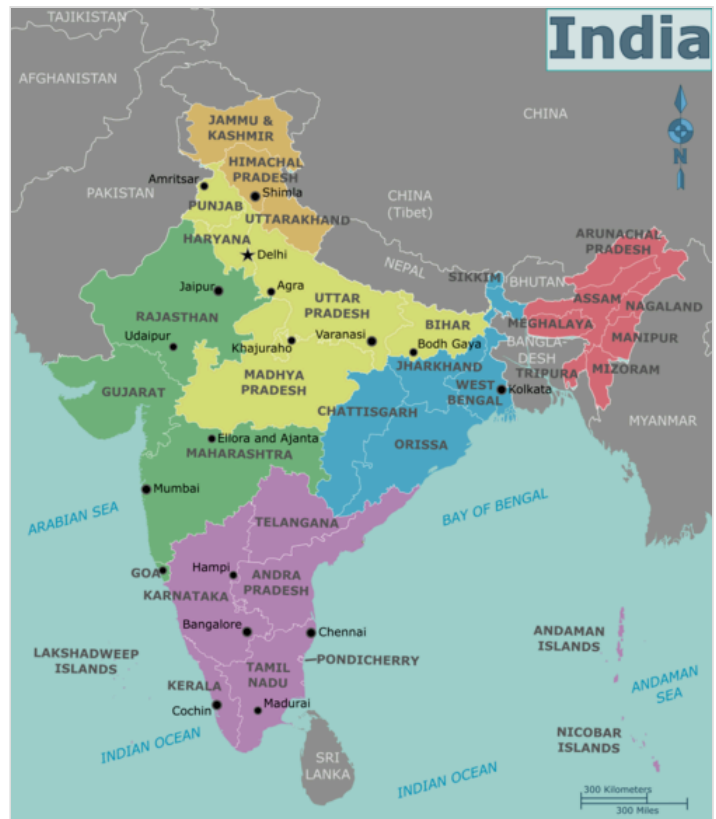 India
TAJIKISTAN
AFGHANISTAN
CHINA
N
JAMMU &
KASHMIR
HIMACHAL
PRADESH
Amritsar
Shimla
PAKISTAN
PUNJAB
CHINA
(Tibet)
UTTARAKHAND
HARYANA
Delhi
ARUNACHAL
PRADESH
NEPAL
SIKKIM
BHUTAN
Jaipur
Agra
RAJASTHAN
UTTAR
PRADESH
ASSAM
NAGALAND
Udaipur
Khajuraho
Varanasi
BIHAR
Bodh Gaya
MEGHALAYA
BANGLA-
DESH
MANIPUR
JHARKHAND
TRIPURA
MIZORAM
GUJARAT
MADHYA
PRADESH
WEST
BENGAL
Kolkata
CHATTISGARH
MYANMAR
Ellora and Ajanta
MAHARASHTRA
ORISSA
Mumbai
ARABIAN SEA
BAY OF BENGAL
TELANGANA
GOA
Hampi
KARNATAKA
ANDRA
PRADESH
Bangalore
Chennai
ANDAMAN
ISLANDS
LAKSHADWEEP
ISLANDS
PONDICHERRY
TAMIL
NADU
KERALA
Cochin
Madurai
ANDAMAN
SEA
INDIAN OCEAN
NICOBAR
ISLANDS
SRI
LANKA
INDIAN OCEAN
300 Kilometers
300 Miles